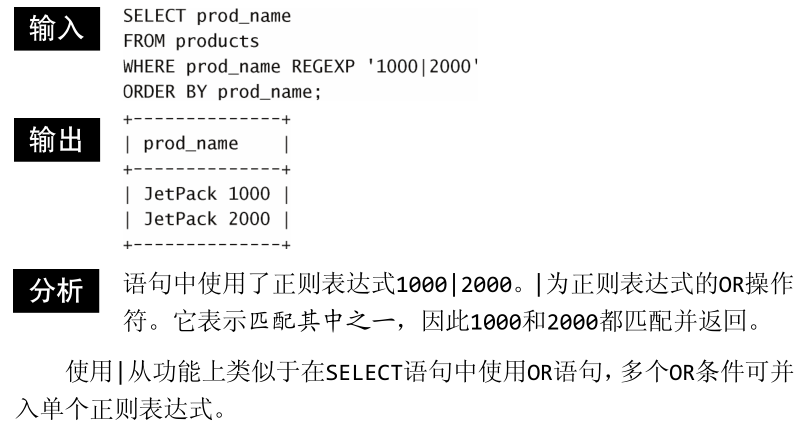 输入
SELECT prod_name
FROM products
WHERE prod_name REGEXP '1000|2000'
ORDER BY prod_name;
输出
+--------------+
| prod_name    |
+--------------+
| JetPack 1000 |
| JetPack 2000 |
+--------------+
分析
语句中使用了正则表达式1000|2000。|为正则表达式的OR操作
符。它表示匹配其中之一，因此1000和2000都匹配并返回。
使用|从功能上类似于在SELECT语句中使用OR语句，多个OR条件可并
入单个正则表达式。